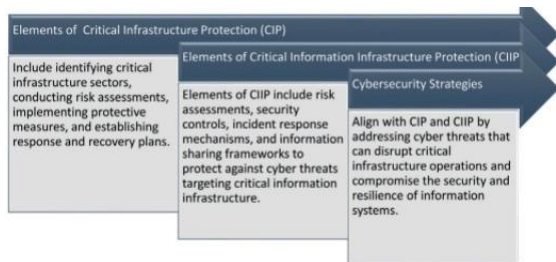 Elements of Critical Infrastructure Protection (CIP)
Include identifying critical
infrastructure sectors,
conducting risk assessments,
implementing protective
measures, and establishing
response and recovery plans.
Elements of Critical Information Infrastructure Protection (CIIP
Elements of CIIP include risk
assessments, security
controls, incident response
mechanisms, and information
sharing frameworks to
protect against cyber threats
targeting critical information
infrastructure.
Cybersecurity Strategies
Align with CIP and CIIP by
addressing cyber threats that
can disrupt critical
infrastructure operations and
compromise the security and
resilience of information
systems.